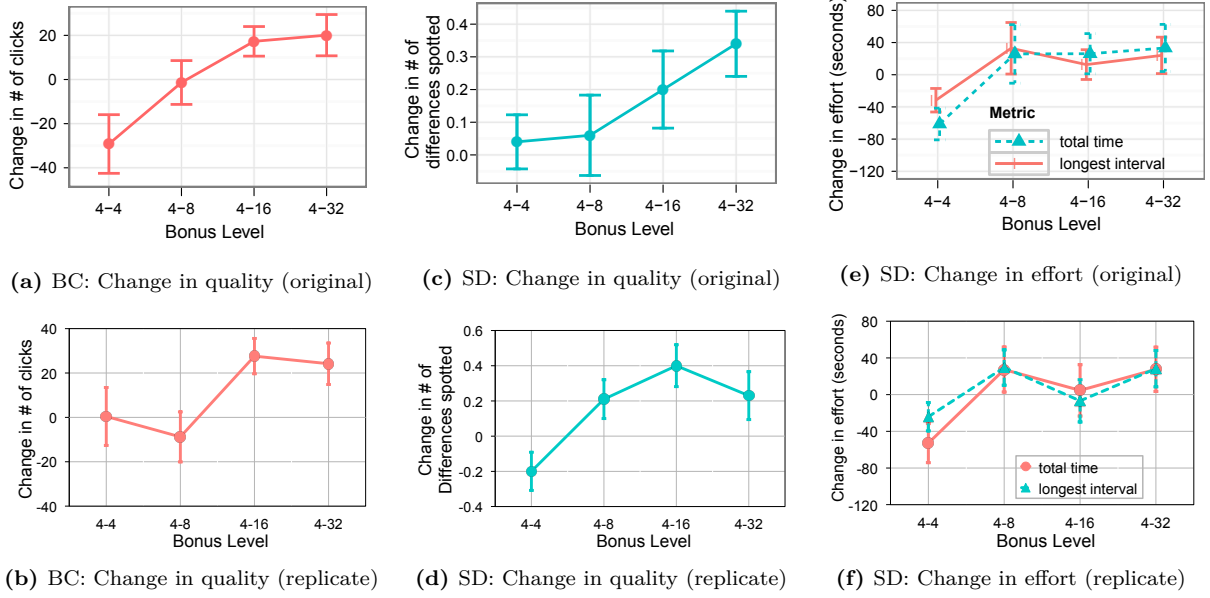 Change in # of clicks
20
0
−20
−40
4−4
4−8
4−16
4−32
Bonus Level
(a) BC: Change in quality (original)
Change in # of
differences spotted
0.4
0.3
0.2
0.1
0.0
4−4
4−8
4−16
4−32
Bonus Level
(c) SD: Change in quality (original)
Change in effort (seconds)
80
40
0
−40
−80
−120
Metric
total time
longest interval
4−4
4−8
4−16
4−32
Bonus Level
(e) SD: Change in effort (original)
Change in # of clicks
40
20
0
-20
-40
4-4
4-8
4-16
4-32
Bonus Level
(b) BC: Change in quality (replicate)
Change in # of
Differences spotted
0.6
0.4
0.2
0
-0.2
-0.4
4-4
4-8
4-16
4-32
Bonus Level
(d) SD: Change in quality (replicate)
Change in effort (seconds)
80
40
0
-40
-80
-120
total time
longest interval
4-4
4-8
4-16
4-32
Bonus Level
(f) SD: Change in effort (replicate)